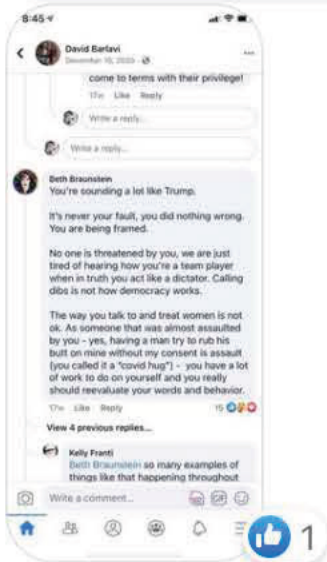 8:45
David Barlavi
December 15, 2020
come to terms with their privilege!
17w Like Reply
Write a reply...
Write a reply...
Beth Braunstein
You're sounding a lot like Trump.
It's never your fault, you did nothing wrong.
You are being framed.
No one is threatened by you, we are just
tired of hearing how you're a team player
when in truth you act like a dictator. Calling
dibs is not how democracy works.
The way you talk to and treat women is not
ok. As someone that was almost assaulted
by you - yes, having a man try to rub his
butt on mine without my consent is assault
(you called it a "covid hug") - you have a lot
of work to do on yourself and you really
should reevaluate your words and behavior.
17w Like Reply 15
View 4 previous replies...
Kelly Franti
Beth Braunstein so many examples of
things like that happening throughout
Write a comment...
GIF
1